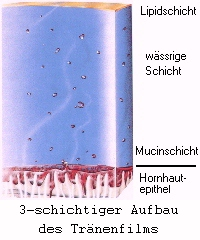 Lipidschicht
wässrige
Schicht
Mucinschicht
Hornhaut-
epithel
3-schichtiger Aufbau
des Tränenfilms